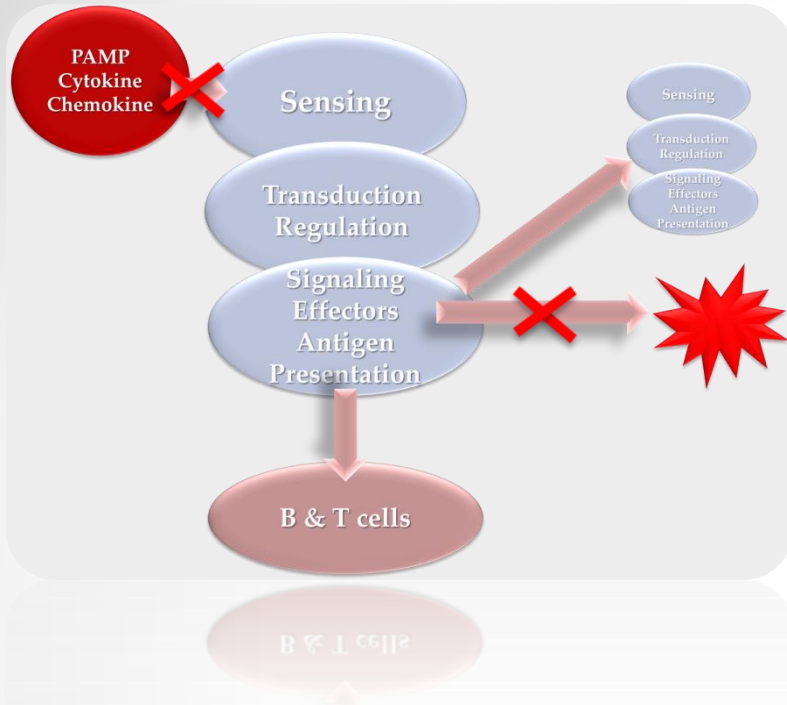 PAMP
Cytokine
Chemokine
Sensing
Transduction
Regulation
Signaling
Effectors
Antigen
Presentation
B & T cells
Sensing
Transduction
Regulation
Signaling
Effectors
Antigen
Presentation